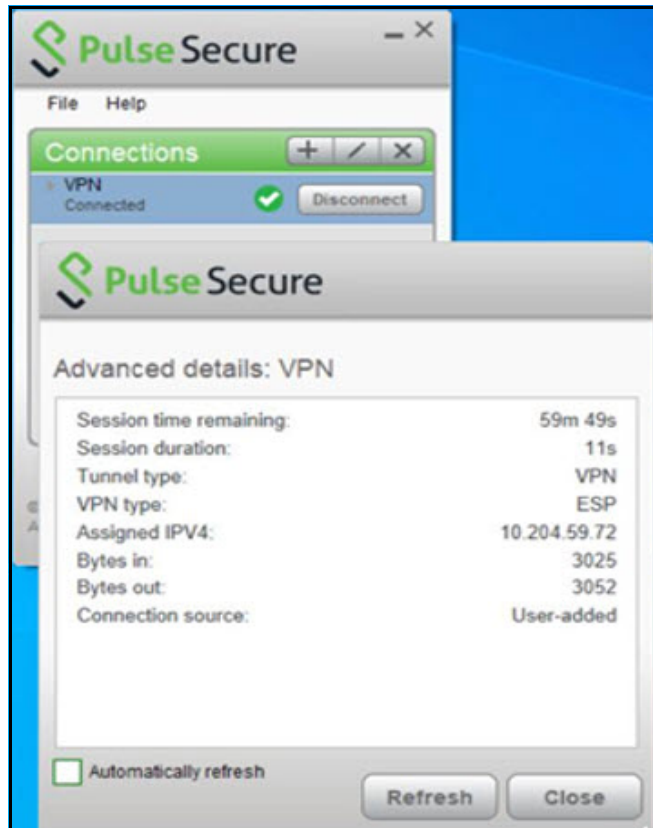 Pulse Secure
File Help
Connections
VPN
Connected
Disconnect
Pulse Secure
Advanced details: VPN
Session time remaining: 59m 49s
Session duration: 11s
Tunnel type: VPN
VPN type: ESP
Assigned IPV4: 10.204.59.72
Bytes in: 3025
Bytes out: 3052
Connection source: User-added
Automatically refresh
Refresh Close